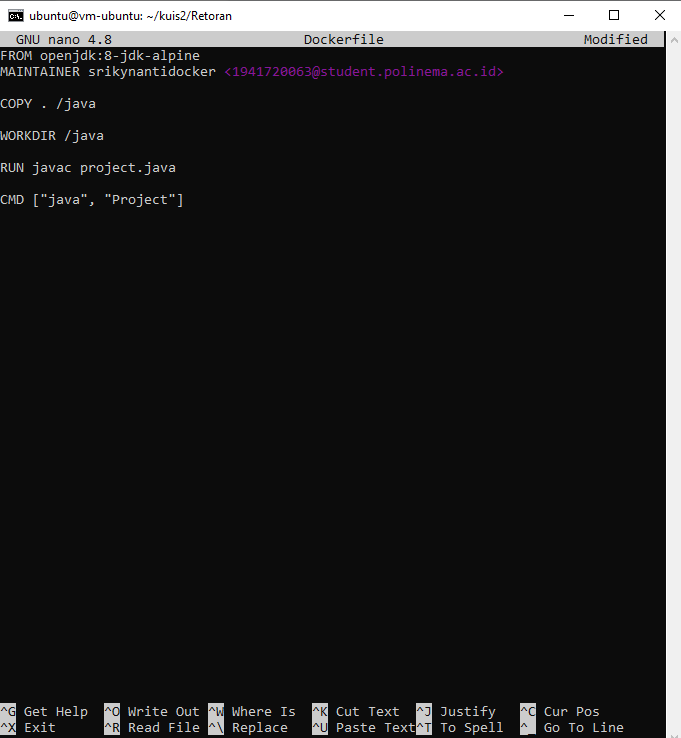 ubuntu@vm-ubuntu: ~/kuis2/Retoran
GNU nano 4.8 Dockerfile Modified
FROM openjdk:8-jdk-alpine
MAINTAINER srikynantidocker <1941720063@student.polinema.ac.id>
COPY . /java
WORKDIR /java
RUN javac project.java
CMD ["java", "Project"]
^G Get Help ^O Write Out ^W Where Is ^K Cut Text ^J Justify ^C Cur Pos
^X Exit ^R Read File ^\ Replace ^U Paste Text ^T To Spell ^_ Go To Line